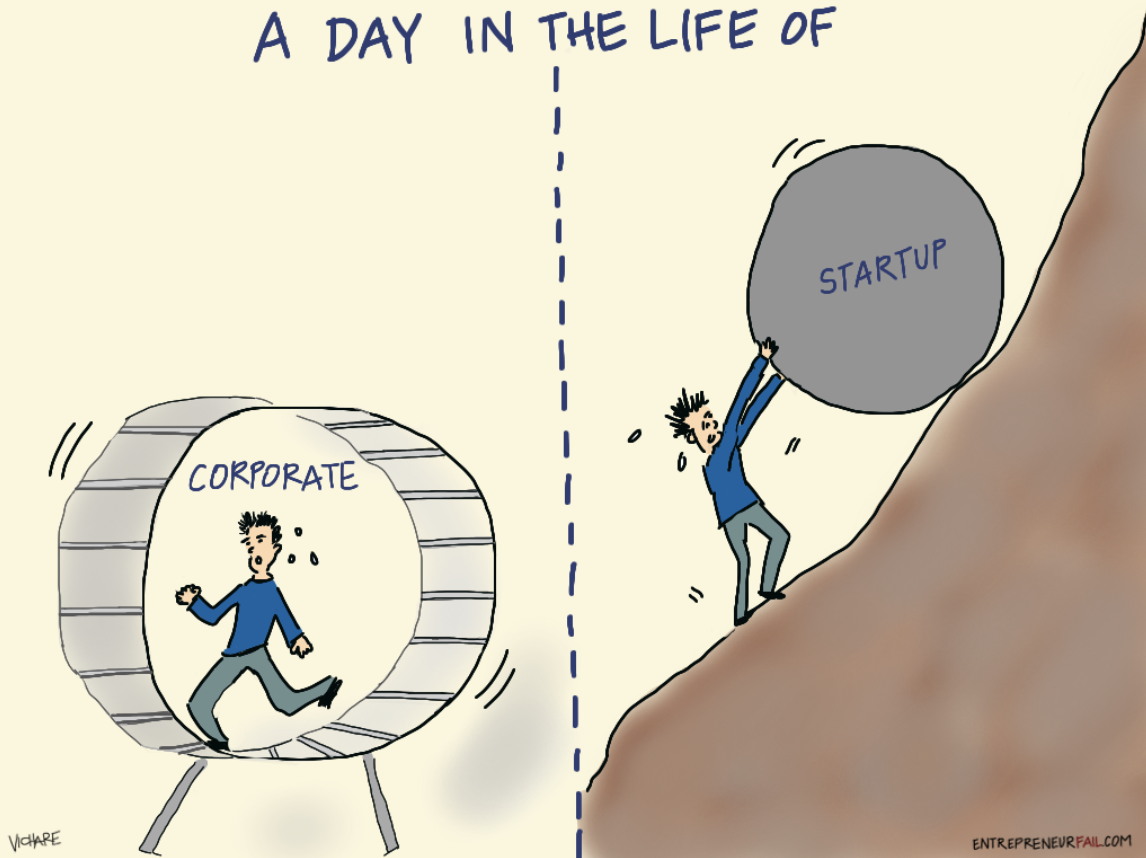 A DAY IN THE LIFE OF
CORPORATE
STARTUP
VICHARE
ENTREPRENEURFAIL.COM